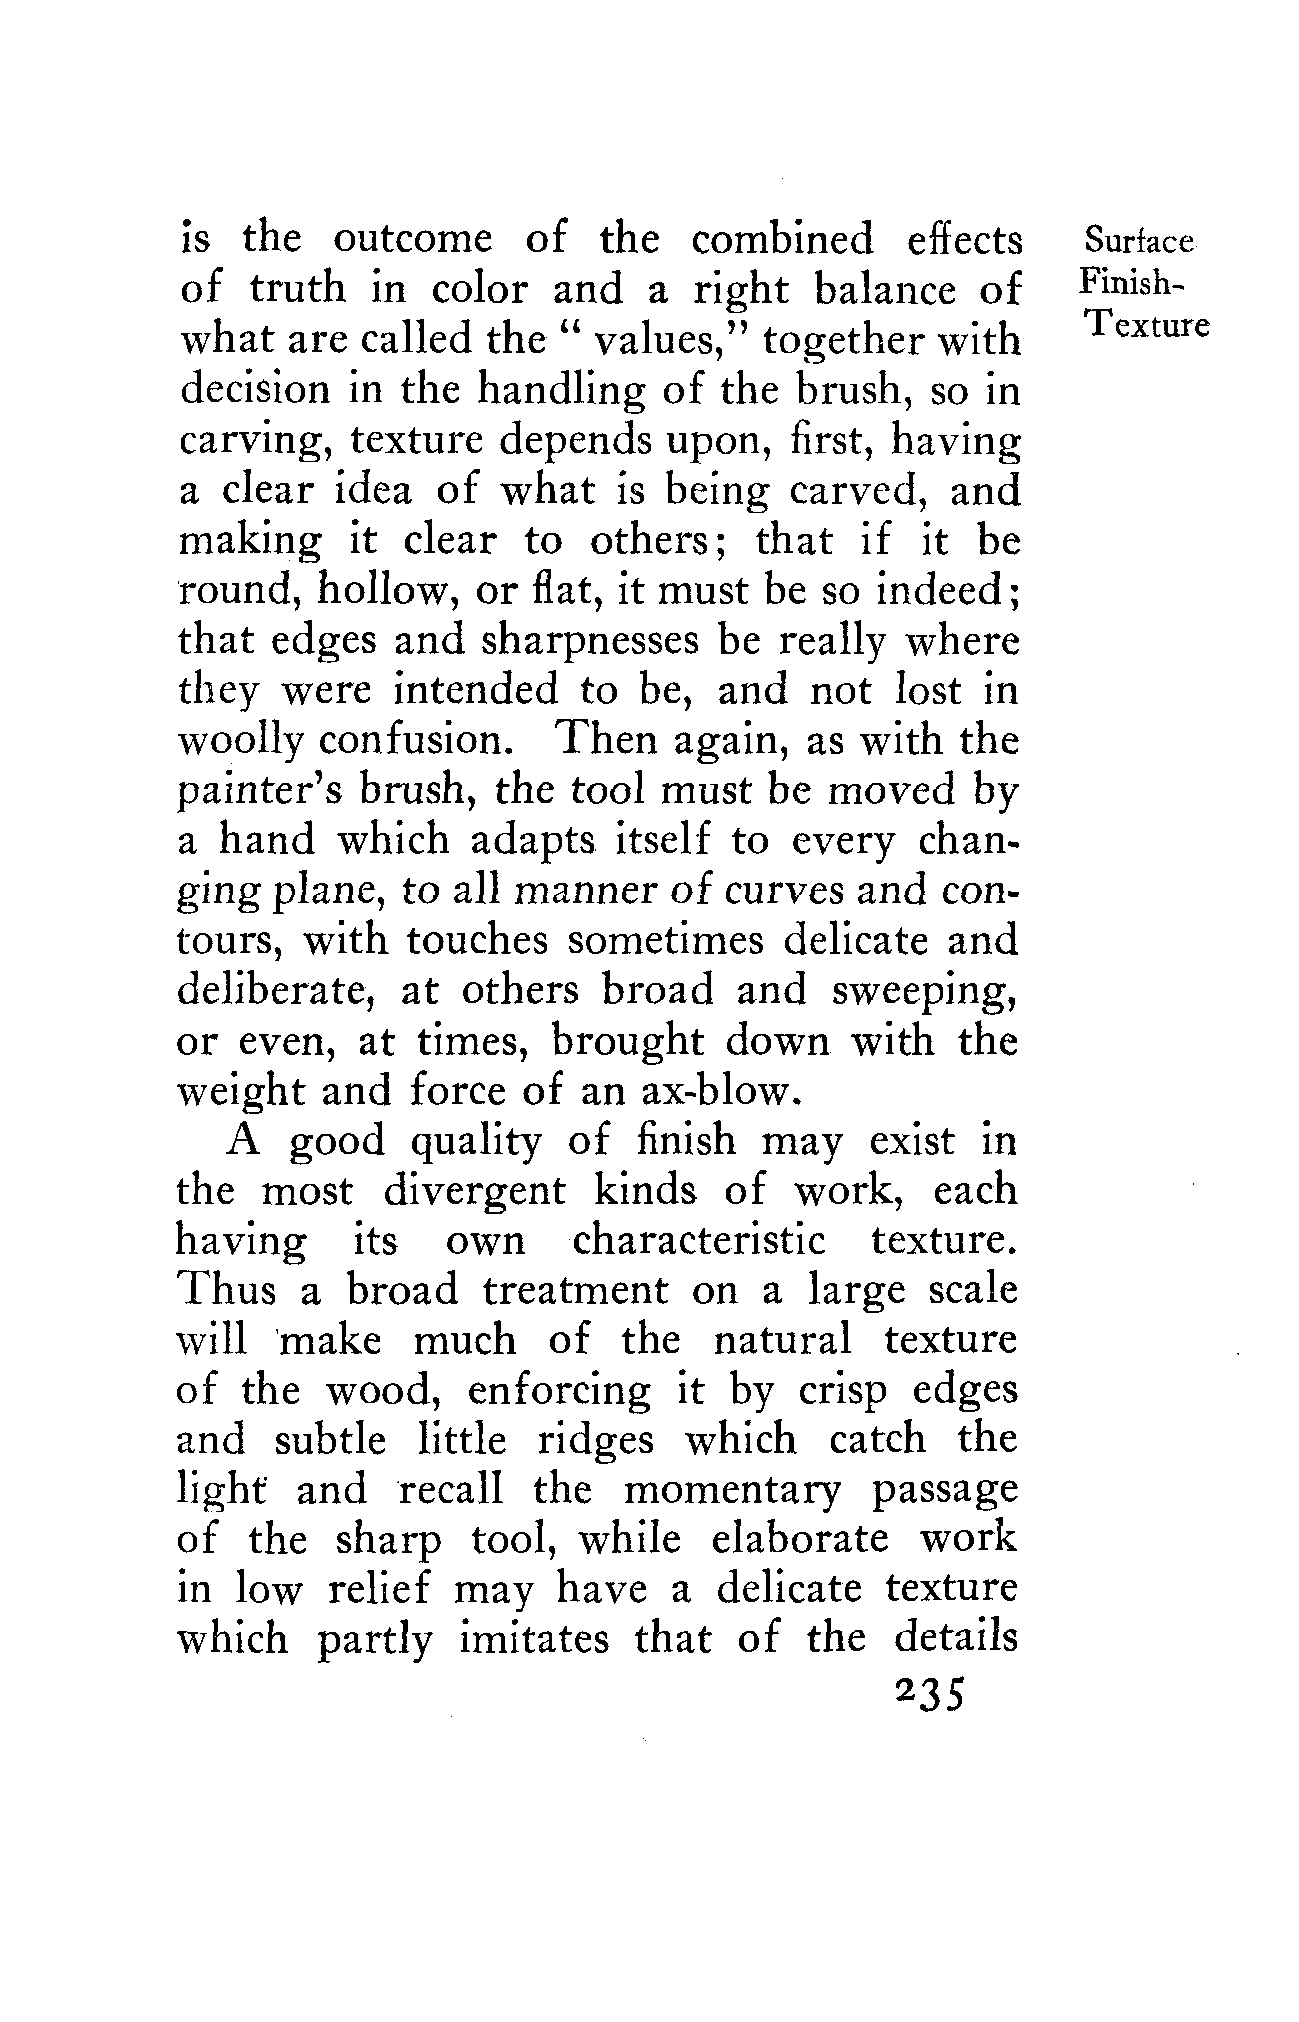 is the outcome of the combined effects
of truth in color and a right balance of
what are called the “ values,” together with
decision in the handling of the brush, so in
carving, texture depends upon, first, having
a clear idea of what is being carved, and
making it clear to others; that if it be
round, hollow, or flat, it must be so indeed;
that edges and sharpnesses be really where
they were intended to be, and not lost in
woolly confusion. Then again, as with the
painter’s brush, the tool must be moved by
a hand which adapts itself to every chan-
ging plane, to all manner of curves and con-
tours, with touches sometimes delicate and
deliberate, at others broad and sweeping,
or even, at times, brought down with the
weight and force of an ax-blow.
A good quality of finish may exist in
the most divergent kinds of work, each
having its own characteristic texture.
Thus a broad treatment on a large scale
will make much of the natural texture
of the wood, enforcing it by crisp edges
and subtle little ridges which catch the
light and recall the momentary passage
of the sharp tool, while elaborate work
in low relief may have a delicate texture
which partly imitates that of the details
Surface
Finish-
Texture
235